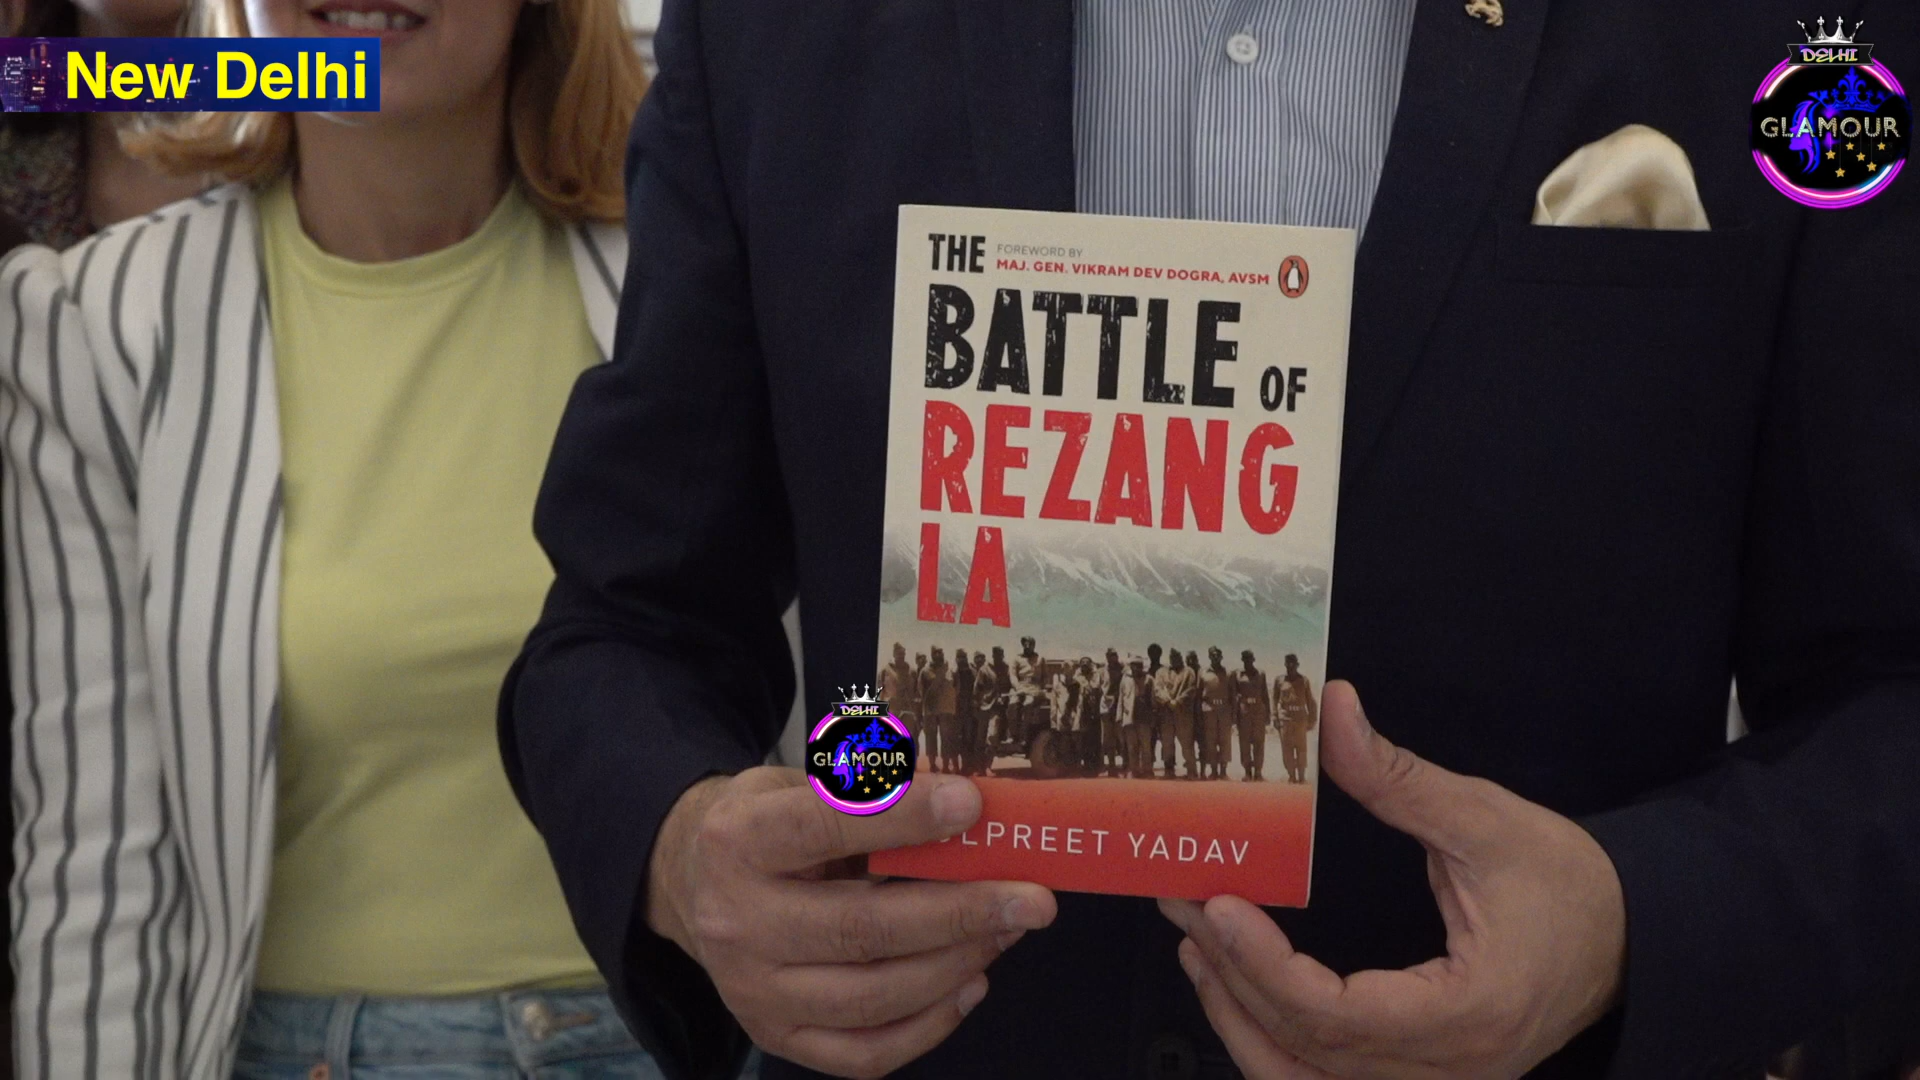 New Delhi
DELHI
GLAMOUR
THE
FOREWORD BY
MAJ. GEN. VIKRAM DEV DOGRA, AVSM
BATTLE OF
REZANG
LA
DELHI
GLAMOUR
LPREET YADAV